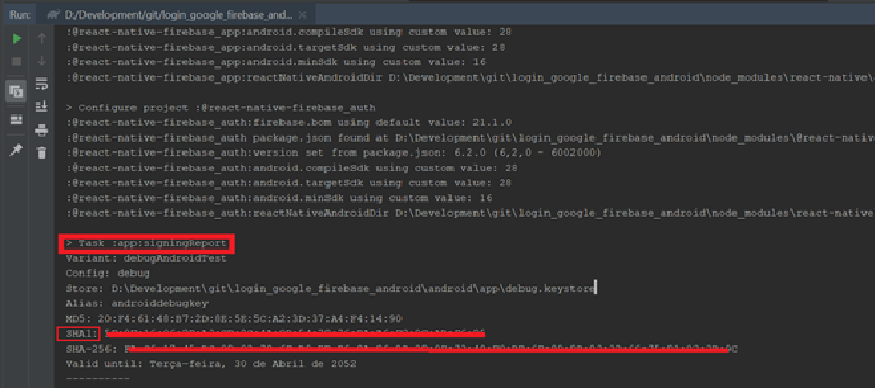 Run: D:/Development/git/login_google_firebase_and...
:@react-native-firebase_app:android.compileSdk using custom value: 28
:@react-native-firebase_app:android.targetSdk using custom value: 28
:@react-native-firebase_app:android.minSdk using custom value: 16
:@react-native-firebase_app:reactNativeAndroidDir D:\Development\git\login_google_firebase_android\node_modules\react-native\
> Configure project :@react-native-firebase_auth
:@react-native-firebase_auth:firebase.bom using default value: 21.1.0
:@react-native-firebase_auth package.json found at D:\Development\git\login_google_firebase_android\node_modules\@react-nativ
:@react-native-firebase_auth:version set from package.json: 6.2.0 (6,2,0 - 6002000)
:@react-native-firebase_auth:android.compileSdk using custom value: 28
:@react-native-firebase_auth:android.targetSdk using custom value: 28
:@react-native-firebase_auth:android.minSdk using custom value: 16
:@react-native-firebase_auth:reactNativeAndroidDir D:\Development\git\login_google_firebase_android\node_modules\react-native
> Task :app:signingReport
Variant: debugAndroidTest
Config: debug
Store: D:\Development\git\login_google_firebase_android\android\app\debug.keystore
Alias: androiddebugkey
MD5: 20:F4:61:48:B7:2D:8E:5E:5C:A2:3D:37:A4:F4:14:90
SHA1:
SHA-256:
Valid until: Terça-feira, 30 de Abril de 2052
----------